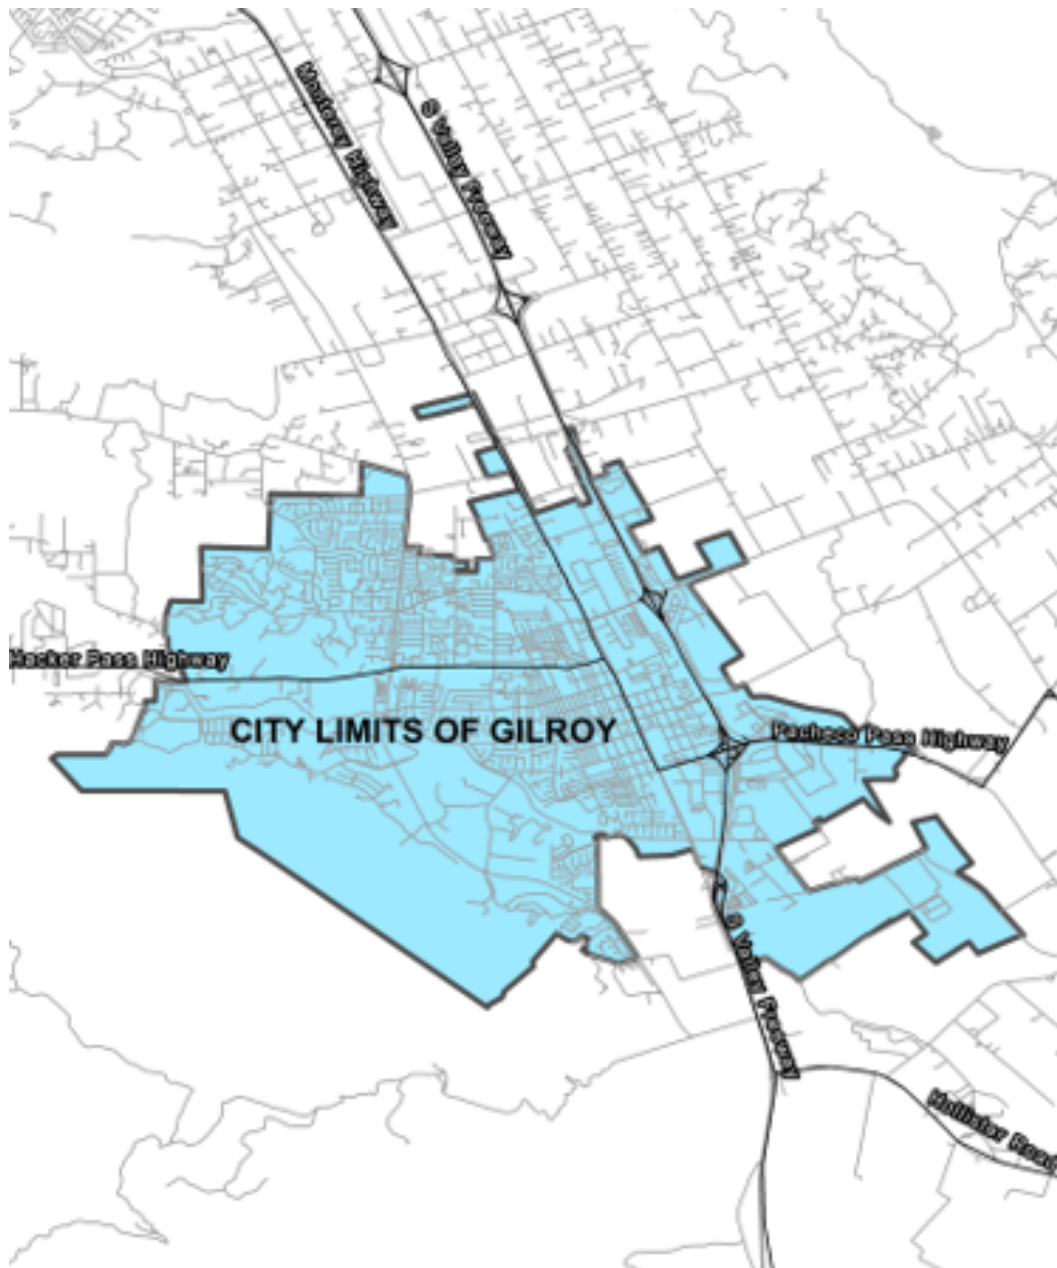 Monterey Highway
S Valley Freeway
Hecker Pass Highway
CITY LIMITS OF GILROY
Pacheco Pass Highway
S Valley Freeway
Hollister Road